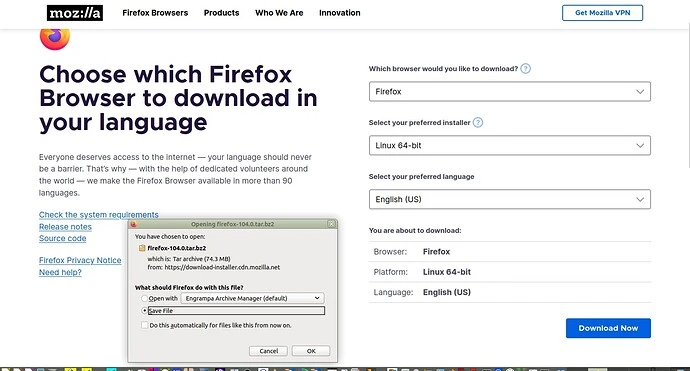 moz://a
Firefox Browsers Products Who We Are Innovation
Get Mozilla VPN
Choose which Firefox
Browser to download in
your language
Everyone deserves access to the internet — your language should never
be a barrier. That's why — with the help of dedicated volunteers around
the world — we make the Firefox Browser available in more than 90
languages.
Check the system requirements
Release notes
Source code
Firefox Privacy Notice
Need help?
Which browser would you like to download? ?
Firefox
Select your preferred installer ?
Linux 64-bit
Select your preferred language
English (US)
You are about to download:
Browser: Firefox
Platform: Linux 64-bit
Language: English (US)
Download Now
Opening firefox-104.0.tar.bz2
You have chosen to open:
firefox-104.0.tar.bz2
which is: Tar archive (74.3 MB)
from: https://download-installer.cdn.mozilla.net
What should Firefox do with this file?
Open with Engrampa Archive Manager (default)
Save File
Do this automatically for files like this from now on.
Cancel OK